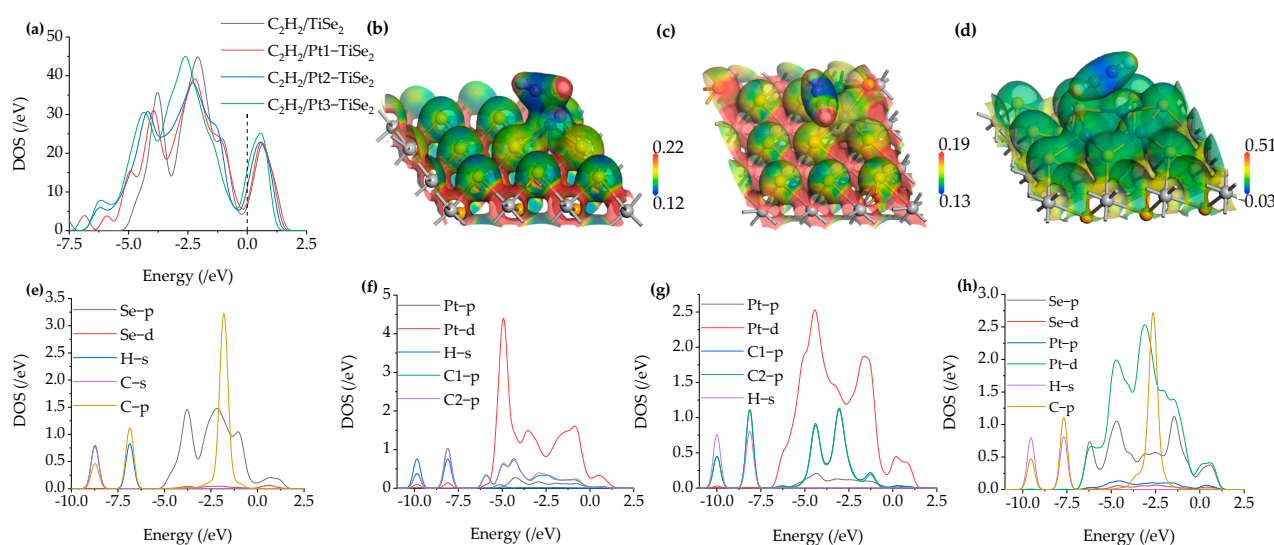 (a)
C₂H₂/TiSe₂
C₂H₂/Pt1−TiSe₂
C₂H₂/Pt2−TiSe₂
C₂H₂/Pt3−TiSe₂
DOS (/eV)
50
40
30
20
10
0
-7.5 -5.0 -2.5 0.0 2.5
Energy (/eV)
(b)
0.22
0.12
(c)
0.19
0.13
(d)
0.51
0.03
(e)
Se−p
Se−d
H−s
C−s
C−p
DOS (/eV)
3.5
3.0
2.5
2.0
1.5
1.0
0.5
0.0
-10.0 -7.5 -5.0 -2.5 0.0 2.5
Energy (/eV)
(f)
Pt−p
Pt−d
H−s
C1−p
C2−p
DOS (/eV)
5
4
3
2
1
0
-10.0 -7.5 -5.0 -2.5 0.0 2.5
Energy (/eV)
(g)
Pt−p
Pt−d
C1−p
C2−p
H−s
DOS (/eV)
2.5
2.0
1.5
1.0
0.5
0.0
-10.0 -7.5 -5.0 -2.5 0.0 2.5
Energy (/eV)
(h)
Se−p
Se−d
Pt−p
Pt−d
H−s
C−p
DOS (/eV)
3.0
2.5
2.0
1.5
1.0
0.5
0.0
-10.0 -7.5 -5.0 -2.5 0.0 2.5
Energy (/eV)